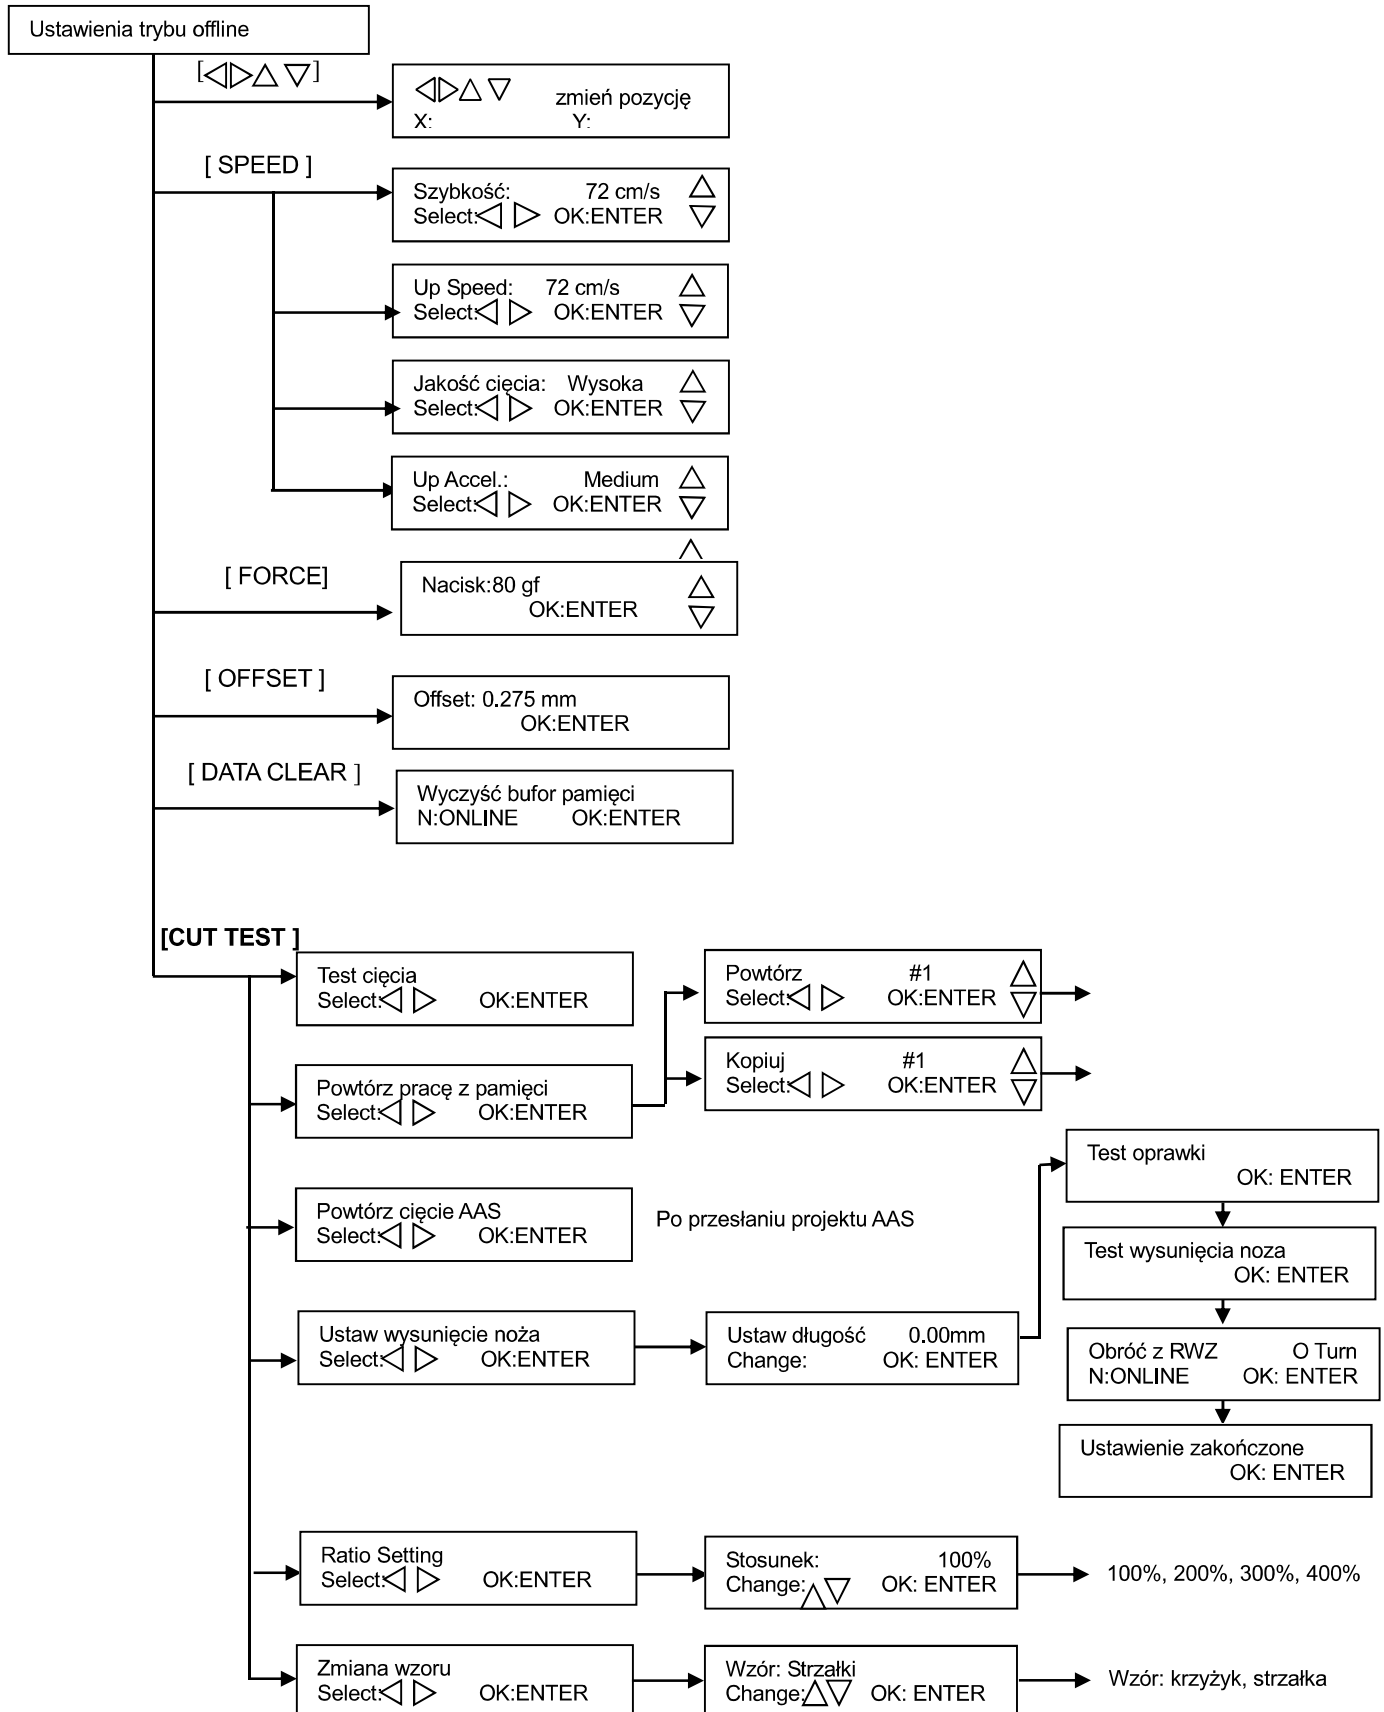 Ustawienia trybu offline
[◁▷△ ▽]
◁▷△ ▽ zmień pozycję
X: Y:
[ SPEED ]
Szybkość: 72 cm/s △
Select:◁ ▷ OK:ENTER ▽
Up Speed: 72 cm/s △
Select:◁ ▷ OK:ENTER ▽
Jakość cięcia: Wysoka △
Select:◁ ▷ OK:ENTER ▽
Up Accel.: Medium △
Select:◁ ▷ OK:ENTER ▽
[ FORCE]
Nacisk:80 gf △
OK:ENTER ▽
[ OFFSET ]
Offset: 0.275 mm
OK:ENTER
[ DATA CLEAR ]
Wyczyść bufor pamięci
N:ONLINE OK:ENTER
[CUT TEST ]
Test cięcia
Select:◁ ▷ OK:ENTER
Powtórz #1 △
Select:◁ ▷ OK:ENTER ▽
Kopiuj #1 △
Select:◁ ▷ OK:ENTER ▽
Powtórz pracę z pamięci
Select:◁ ▷ OK:ENTER
Powtórz cięcie AAS
Select:◁ ▷ OK:ENTER
Po przesłaniu projektu AAS
Ustaw wysunięcie noża
Select:◁ ▷ OK:ENTER
Ustaw długość 0.00mm
Change: OK: ENTER
Test oprawki
OK: ENTER
Test wysunięcia noza
OK: ENTER
Obróć z RWZ O Turn
N:ONLINE OK: ENTER
Ustawienie zakończone
OK: ENTER
Ratio Setting
Select:◁ ▷ OK:ENTER
Stosunek: 100%
Change:△▽ OK: ENTER
100%, 200%, 300%, 400%
Zmiana wzoru
Select:◁ ▷ OK:ENTER
Wzór: Strzałki
Change:△▽ OK: ENTER
Wzór: krzyżyk, strzałka